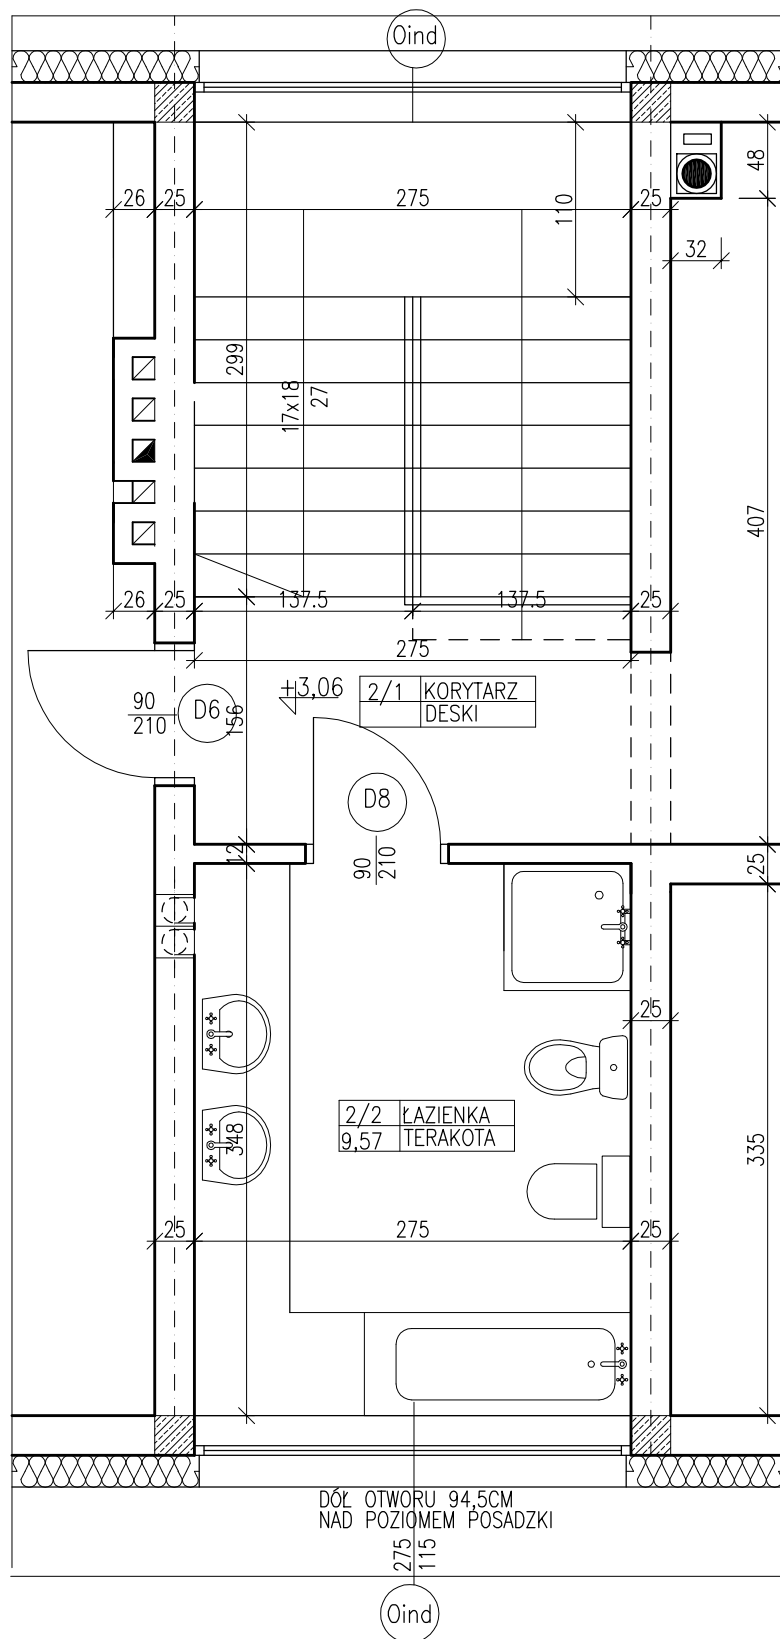 Oind
48
26 25 275 25
110
32
299
17x18
27
407
26 25 137.5 137.5 25
275
+3,06
2/1 KORYTARZ
DESKI
90
210
D6
156
D8
90
210
12
25
25
2/2 ŁAZIENKA
9,57 TERAKOTA
348
335
25 275 25
DÓŁ OTWORU 94,5CM
NAD POZIOMEM POSADZKI
275
115
Oind